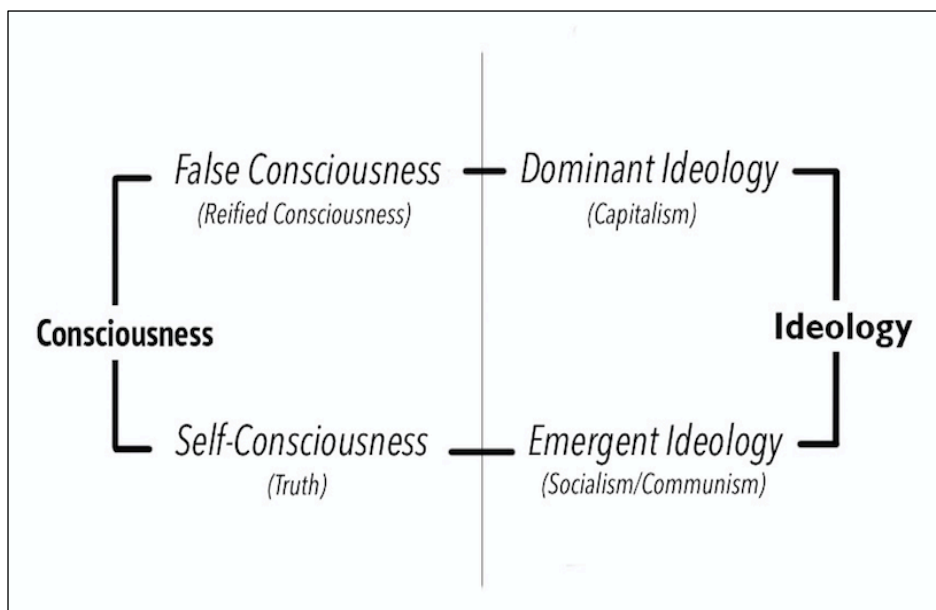 False Consciousness
(Reified Consciousness)
Dominant Ideology
(Capitalism)
Consciousness
Ideology
Self-Consciousness
(Truth)
Emergent Ideology
(Socialism/Communism)